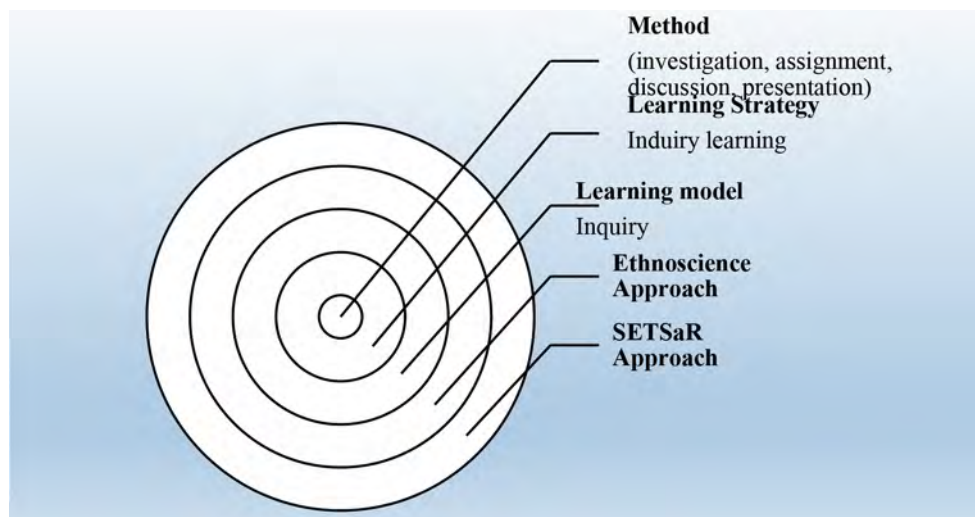 Method
(investigation, assignment,
discussion, presentation)
Learning Strategy
Induiry learning
Learning model
Inquiry
Ethnoscience
Approach
SETSaR
Approach